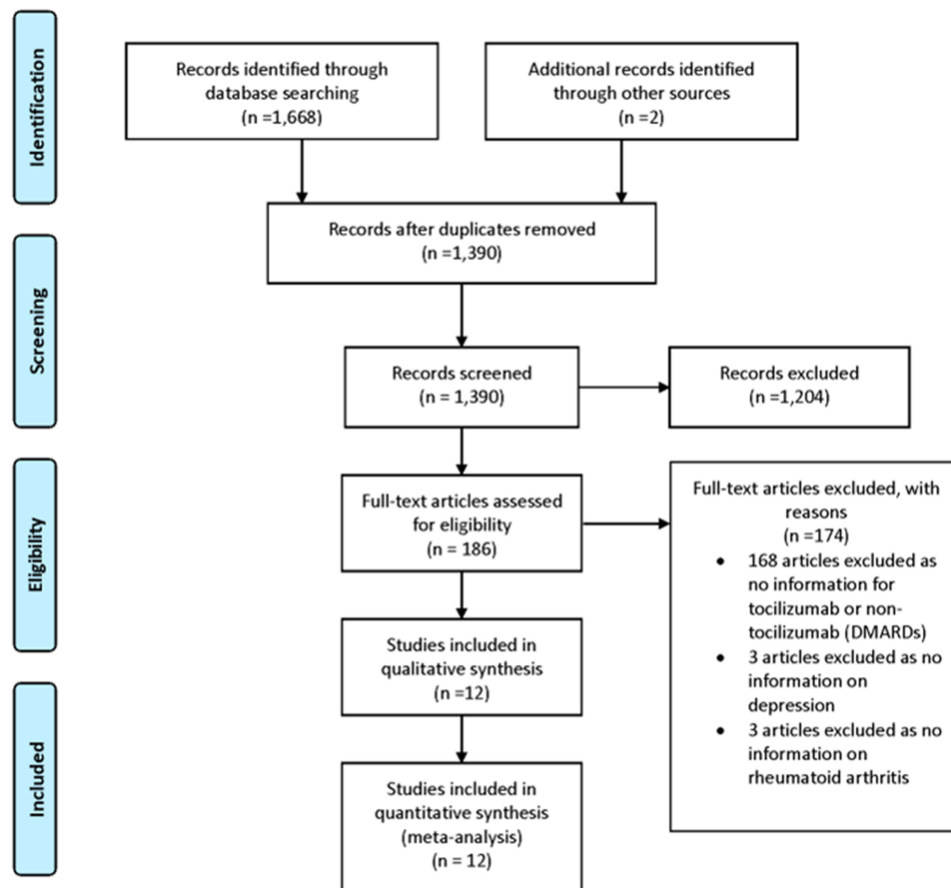 Identification
Records identified through
database searching
(n =1,668)
Additional records identified
through other sources
(n =2)
Records after duplicates removed
(n =1,390)
Screening
Records screened
(n = 1,390)
Records excluded
(n =1,204)
Eligibility
Full-text articles assessed
for eligibility
(n = 186)
Full-text articles excluded, with
reasons
(n =174)
• 168 articles excluded as
no information for
tocilizumab or non-
tocilizumab (DMARDs)
• 3 articles excluded as no
information on
depression
• 3 articles excluded as no
information on
rheumatoid arthritis
Studies included in
qualitative synthesis
(n =12)
Included
Studies included in
quantitative synthesis
(meta-analysis)
(n = 12)